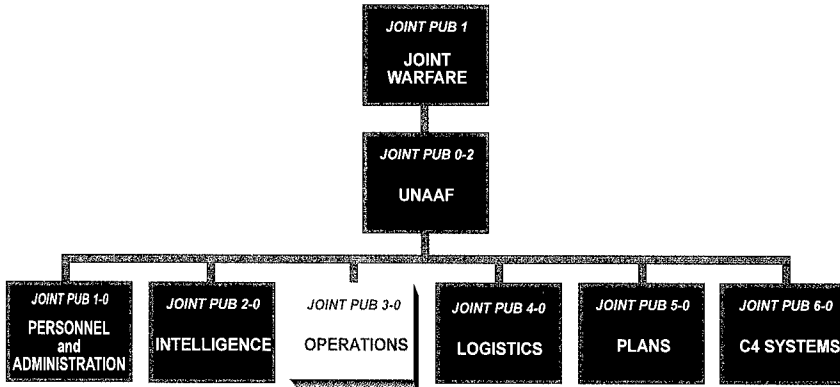 JOINT PUB 1
JOINT
WARFARE
JOINT PUB 0-2
UNAAF
JOINT PUB 1-0
PERSONNEL
and
ADMINISTRATION
JOINT PUB 2-0
INTELLIGENCE
JOINT PUB 3-0
OPERATIONS
JOINT PUB 4-0
LOGISTICS
JOINT PUB 5-0
PLANS
JOINT PUB 6-0
C4 SYSTEMS